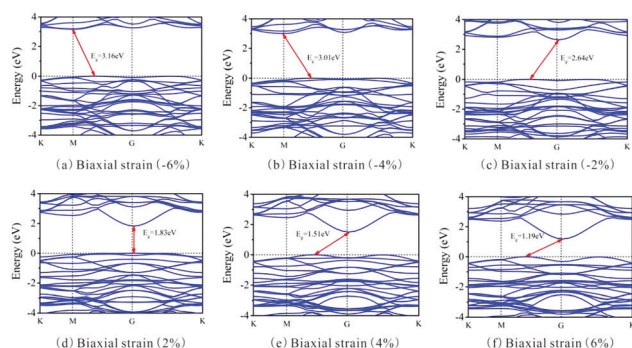 4
2
0
-2
-4
Energy (eV)
Eg=3.16eV
K M G K
(a) Biaxial strain (-6%)
4
2
0
-2
-4
Energy (eV)
Eg=3.01eV
K M G K
(b) Biaxial strain (-4%)
4
2
0
-2
-4
Energy (eV)
Eg=2.64eV
K M G K
(c) Biaxial strain (-2%)
4
2
0
-2
-4
Energy (eV)
Eg=1.83eV
K M G K
(d) Biaxial strain (2%)
4
2
0
-2
-4
Energy (eV)
Eg=1.51eV
K M G K
(e) Biaxial strain (4%)
4
2
0
-2
-4
Energy (eV)
Eg=1.19eV
K M G K
(f) Biaxial strain (6%)